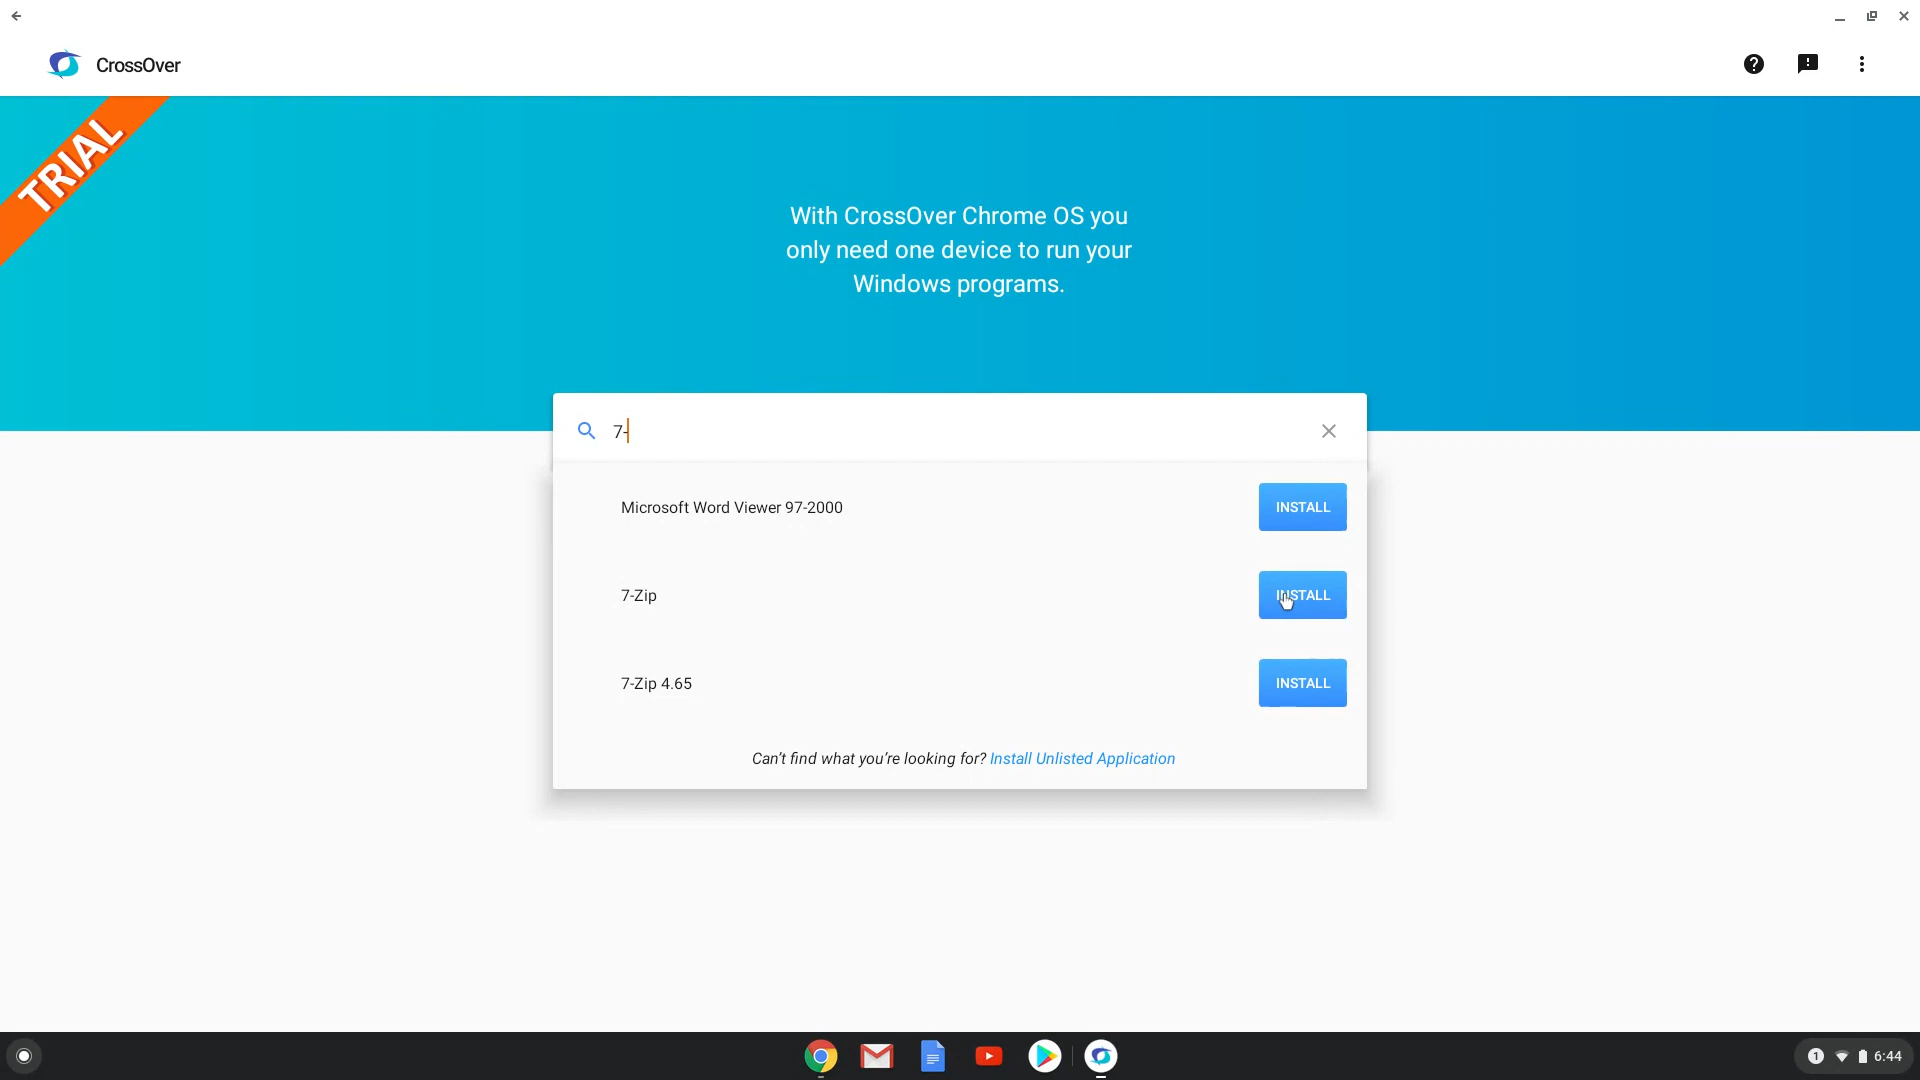 CrossOver
TRIAL
With CrossOver Chrome OS you
only need one device to run your
Windows programs.
7-
Microsoft Word Viewer 97-2000
INSTALL
7-Zip
INSTALL
7-Zip 4.65
INSTALL
Can't find what you're looking for? Install Unlisted Application
1
6:44